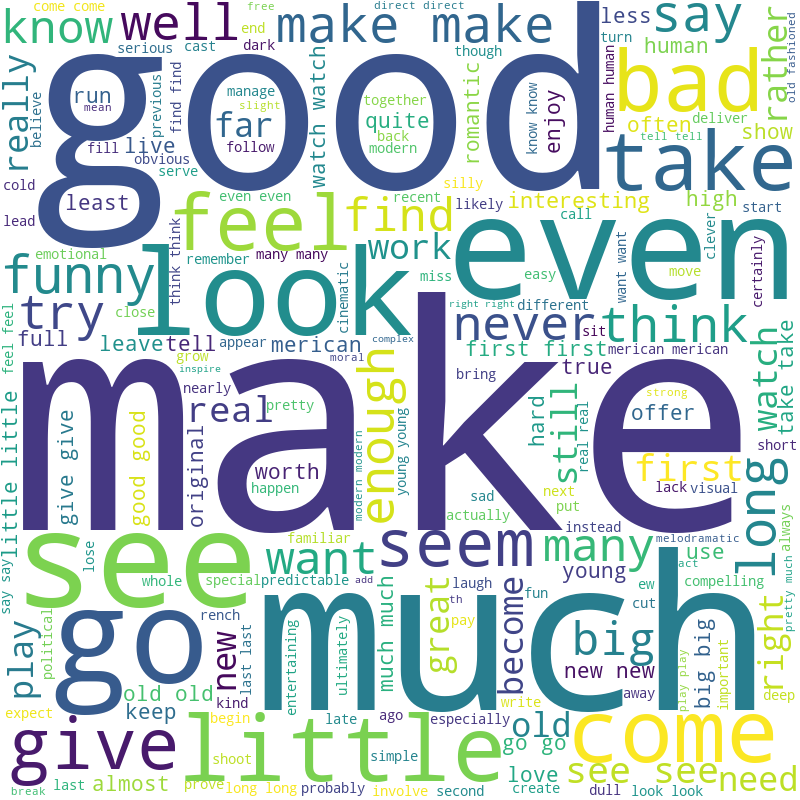 come come
free
direct direct
know
well
make make
less
say
end
serious
cast
dark
though
turn
human
rather
old fashioned
good
bad
really
believe
run
mean
previous
find find
manage
slight
far
follow
together
quite
back
modern
watch watch
romantic
know know
enjoy
human human
often
deliver
show
tell tell
fill
live
obvious
serve
take
cold
lead
least
even even
recent
silly
likely
interesting
high
start
feel
find
call
clever
emotional
think think
remember
many many
work
even
miss
easy
want want
move
certainly
funny
look
cinematic
try
close
right right
different
never
think
full
leave
tell
appear
merican
complex
sit
first first
merican merican
feel feel
grow
inspire
nearly
moral
bring
true
watch
take take
make
pretty
real
enough
young young
hard
still
real real
strong
offer
little little
give give
good good
original
worth
happen
modern modern
first
short
sad
next
put
lack
visual
long
actually
instead
melodramatic
always
see
familiar
seem
many
act
use
say say
lose
whole
special
predictable
want
add
much much
laugh
young
ew
compelling
pretty much
political
th
great
pay
become
fun
cut
play
go
rench
new
last last
kind
entertaining
ultimately
much
big
new new
away
big big
play play
important
right
deep
old old
keep
expect
begin
late
ago
especially
write
old
come
give
little
shoot
simple
go go
love
create
see see
need
break
last
almost
prove
long long
probably
involve
second
dull
look look